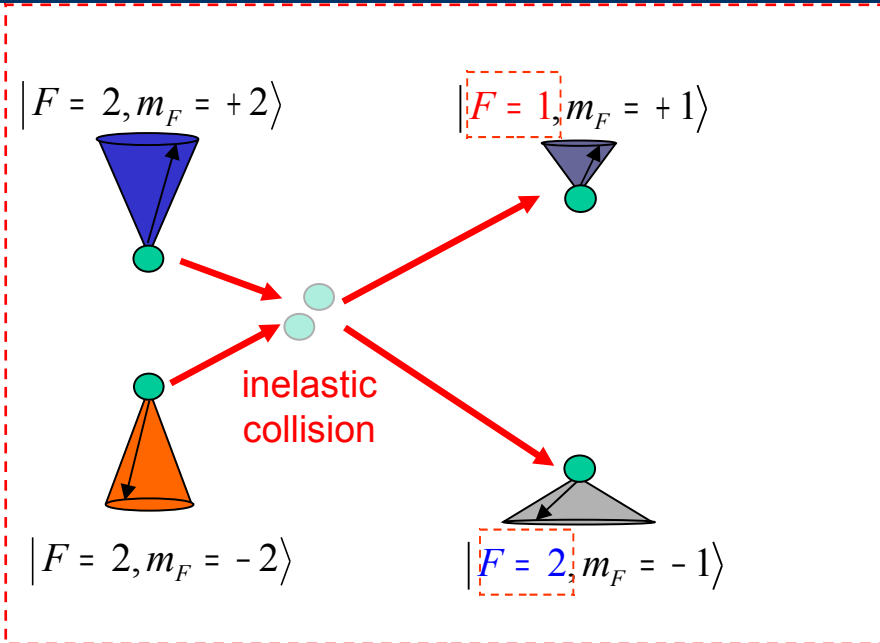 |F = 2, m_F = +2⟩
|F = 1, m_F = +1⟩
inelastic
collision
|F = 2, m_F = −2⟩
|F = 2, m_F = −1⟩